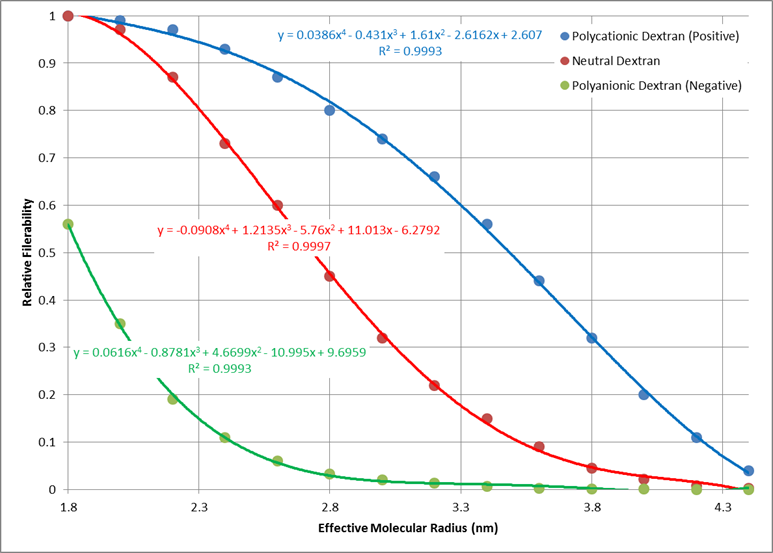 y = 0.0386x⁴ - 0.431x³ + 1.61x² - 2.6162x + 2.607
R² = 0.9993
Polycationic Dextran (Positive)
Neutral Dextran
Polyanionic Dextran (Negative)
y = -0.0908x⁴ + 1.2135x³ - 5.76x² + 11.013x - 6.2792
R² = 0.9997
y = 0.0616x⁴ - 0.8781x³ + 4.6699x² - 10.995x + 9.6959
R² = 0.9993
Relative Filerability
1
0.9
0.8
0.7
0.6
0.5
0.4
0.3
0.2
0.1
0
1.8 2.3 2.8 3.3 3.8 4.3
Effective Molecular Radius (nm)